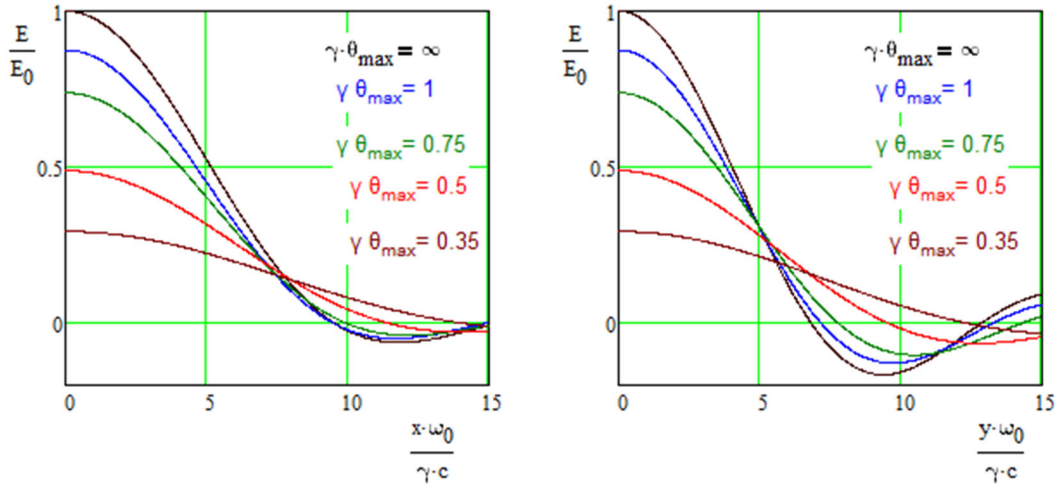 1
E
E₀
0.5
0
γ·θmax = ∞
γ θmax= 1
γ θmax= 0.75
γ θmax= 0.5
γ θmax= 0.35
0 5 10 15
x·ω₀
γ·c
1
E
E₀
0.5
0
γ·θmax = ∞
γ θmax= 1
γ θmax= 0.75
γ θmax= 0.5
γ θmax= 0.35
0 5 10 15
y·ω₀
γ·c